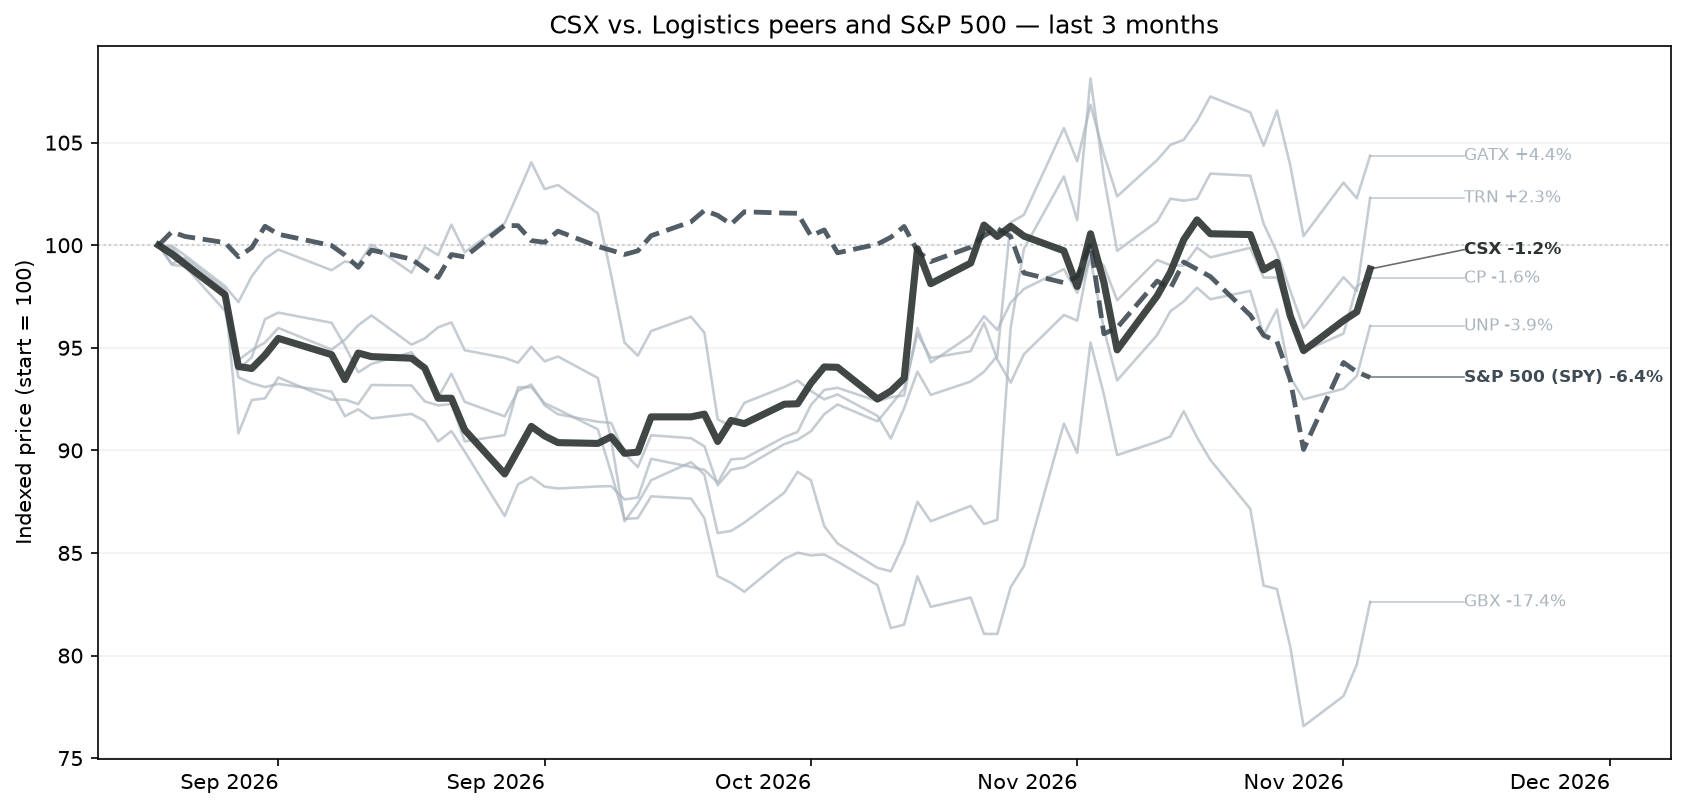 CSX vs. Logistics peers and S&P 500 — last 3 months
Indexed price (start = 100)
105
100
95
90
85
80
75
GATX +4.4%
TRN +2.3%
CSX -1.2%
CP -1.6%
UNP -3.9%
S&P 500 (SPY) -6.4%
GBX -17.4%
Sep 2026
Sep 2026
Oct 2026
Nov 2026
Nov 2026
Dec 2026